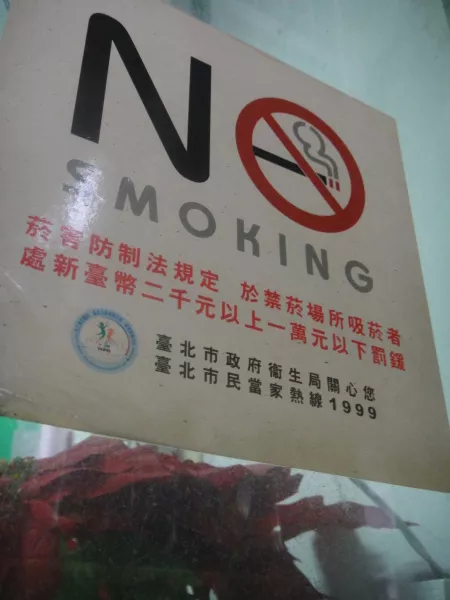 NO
SMOKING
菸害防制法規定 於禁菸場所吸菸者
處新臺幣二千元以上一萬元以下罰鍰
臺北市政府衛生局關心您
臺北市民當家熱線1999